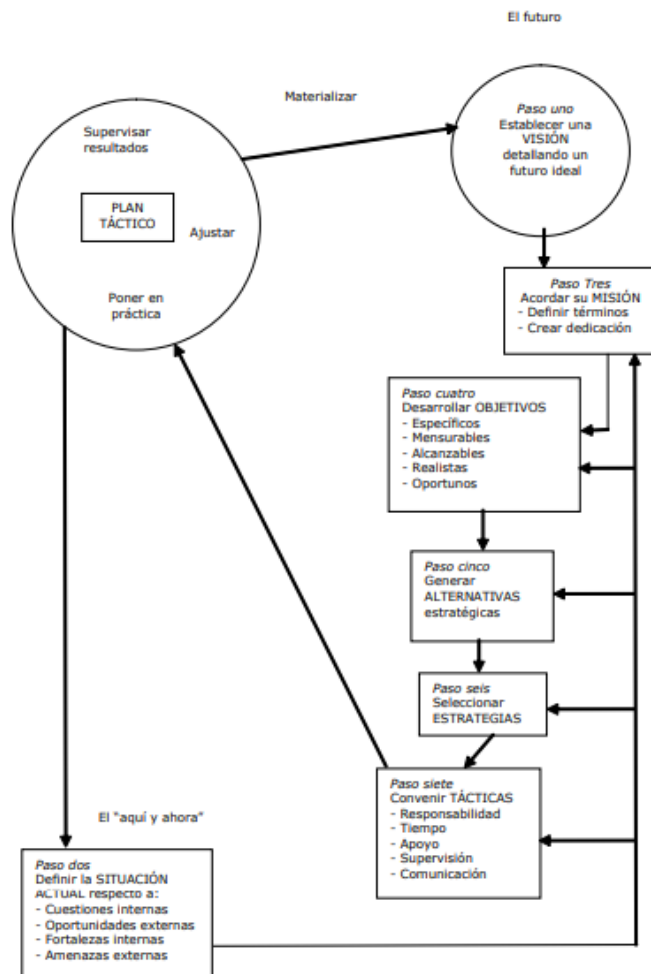 El futuro
Materializar
Paso uno
Establecer una
VISIÓN
detallando un
futuro ideal
Supervisar
resultados
PLAN
TÁCTICO
Ajustar
Poner en
práctica
Paso Tres
Acordar su MISIÓN
- Definir términos
- Crear dedicación
Paso cuatro
Desarrollar OBJETIVOS
- Específicos
- Mensurables
- Alcanzables
- Realistas
- Oportunos
Paso cinco
Generar
ALTERNATIVAS
estratégicas
Paso seis
Seleccionar
ESTRATEGIAS
Paso siete
Convenir TÁCTICAS
- Responsabilidad
- Tiempo
- Apoyo
- Supervisión
- Comunicación
El "aquí y ahora"
Paso dos
Definir la SITUACIÓN
ACTUAL respecto a:
- Cuestiones internas
- Oportunidades externas
- Fortalezas internas
- Amenazas externas